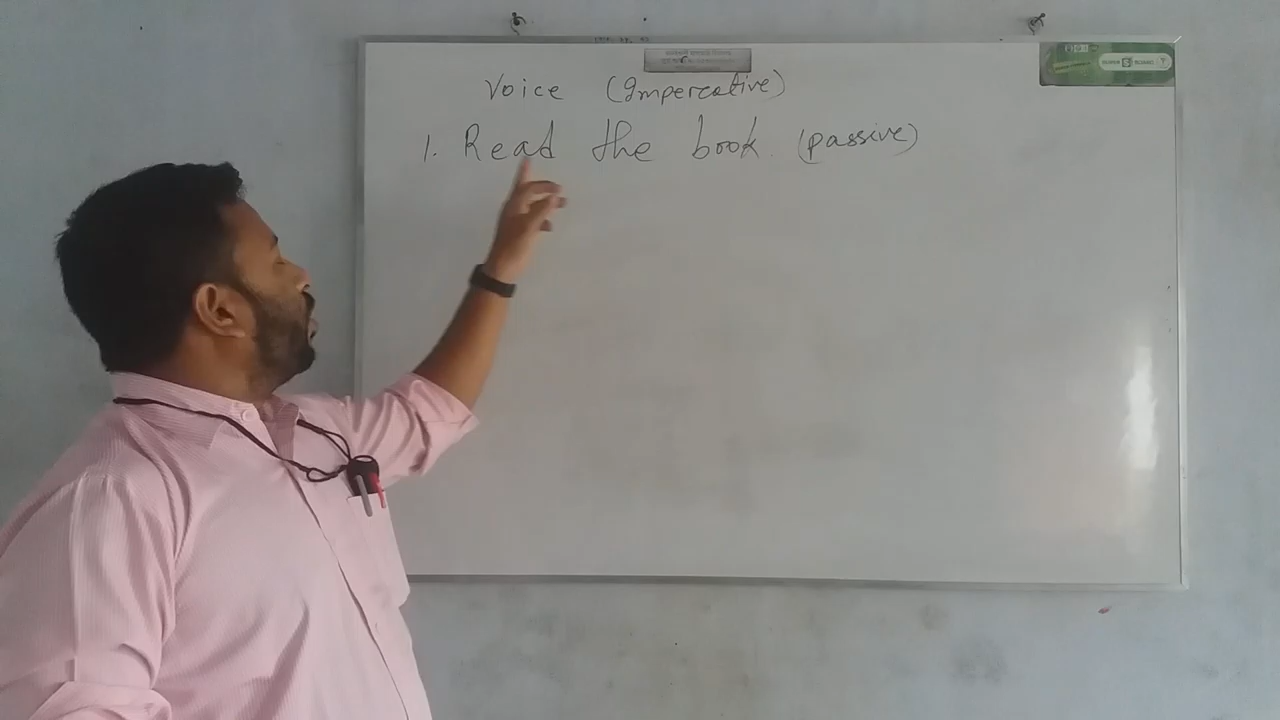 Voice (Imperative)
1. Read the book. (passive)